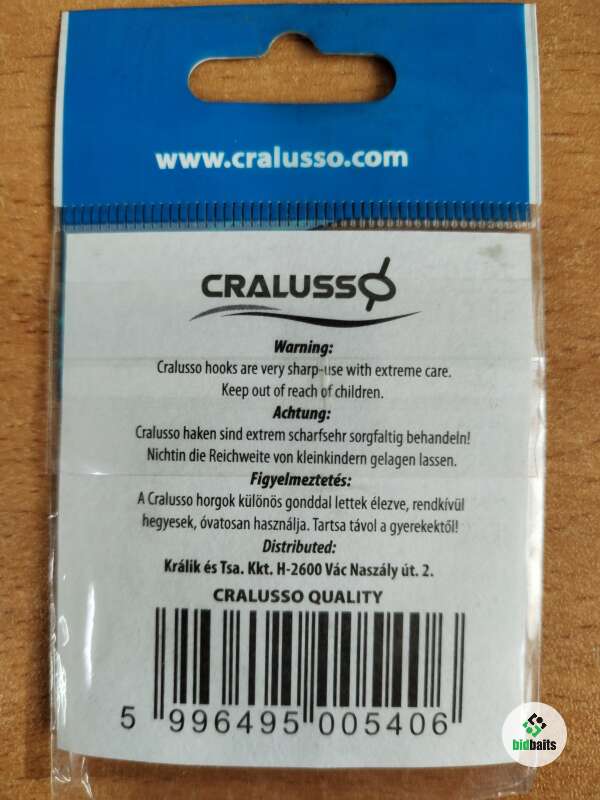 www.cralusso.com
CRALUSSO
Warning:
Cralusso hooks are very sharp-use with extreme care.
Keep out of reach of children.
Achtung:
Cralusso haken sind extrem scharfsehr sorgfaltig behandeln!
Nichtin die Reichweite von kleinkindern gelagen lassen.
Figyelmeztetés:
A Cralusso horgok különös gonddal lettek élezve, rendkívül
hegyesek, óvatosan használja. Tartsa távol a gyerekektől!
Distributed:
Králik és Tsa. Kkt. H-2600 Vác Naszály út. 2.
CRALUSSO QUALITY
5 996495 005406
bidbaits